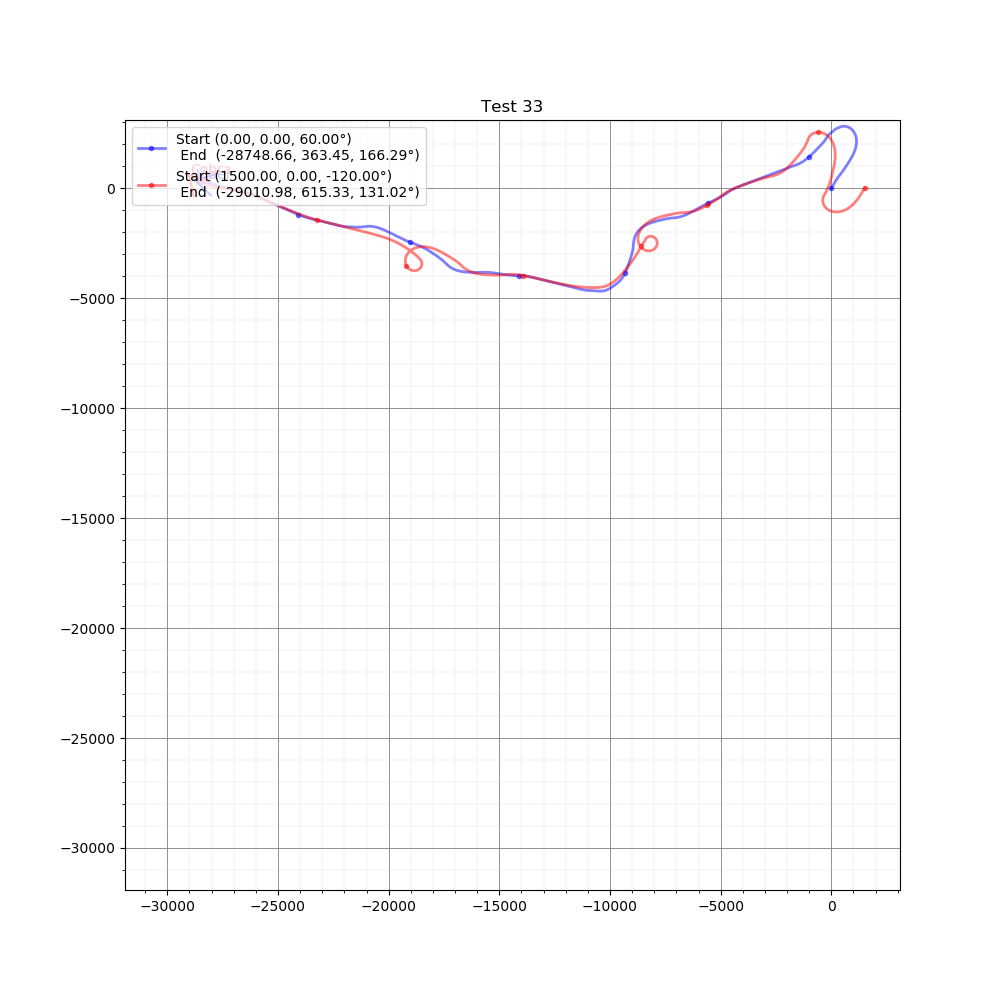 Test 33
Start (0.00, 0.00, 60.00°)
End (-28748.66, 363.45, 166.29°)
Start (1500.00, 0.00, -120.00°)
End (-29010.98, 615.33, 131.02°)
Cobra
0
−5000
−10000
−15000
−20000
−25000
−30000
−30000 −25000 −20000 −15000 −10000 −5000 0